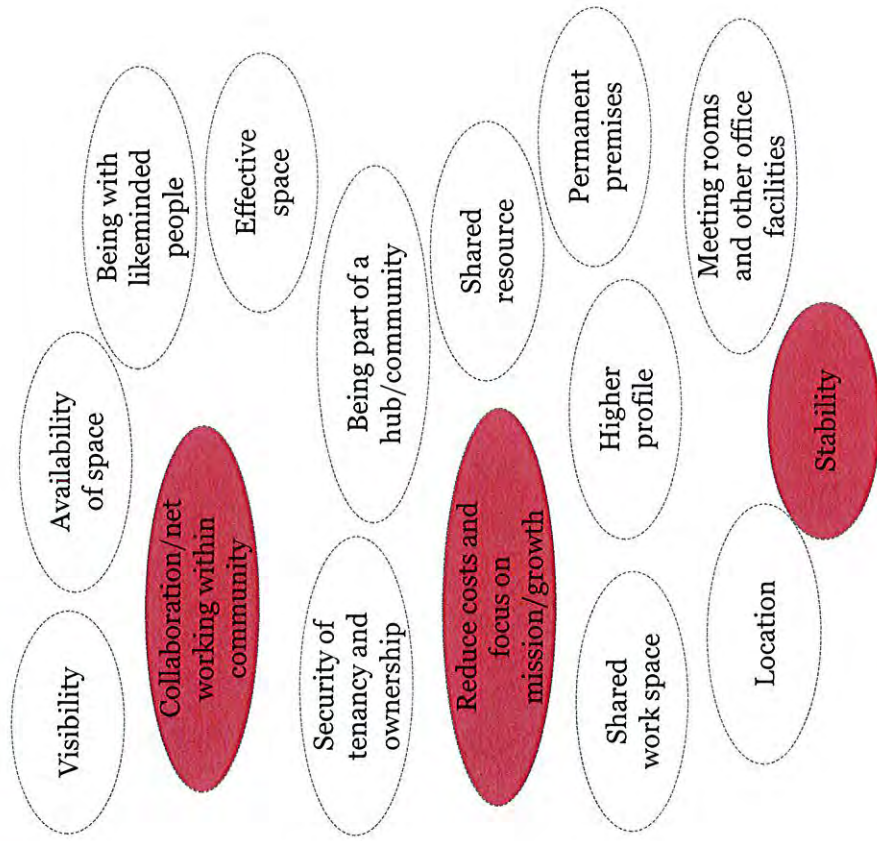 Visibility
Availability
of space
Being with
likeminded
people
Collaboration/net
working within
community
Effective
space
Security of
tenancy and
ownership
Being part of a
hub/community
Reduce costs and
focus on
mission/growth
Shared
resource
Shared
work space
Higher
profile
Permanent
premises
Location
Meeting rooms
and other office
facilities
Stability